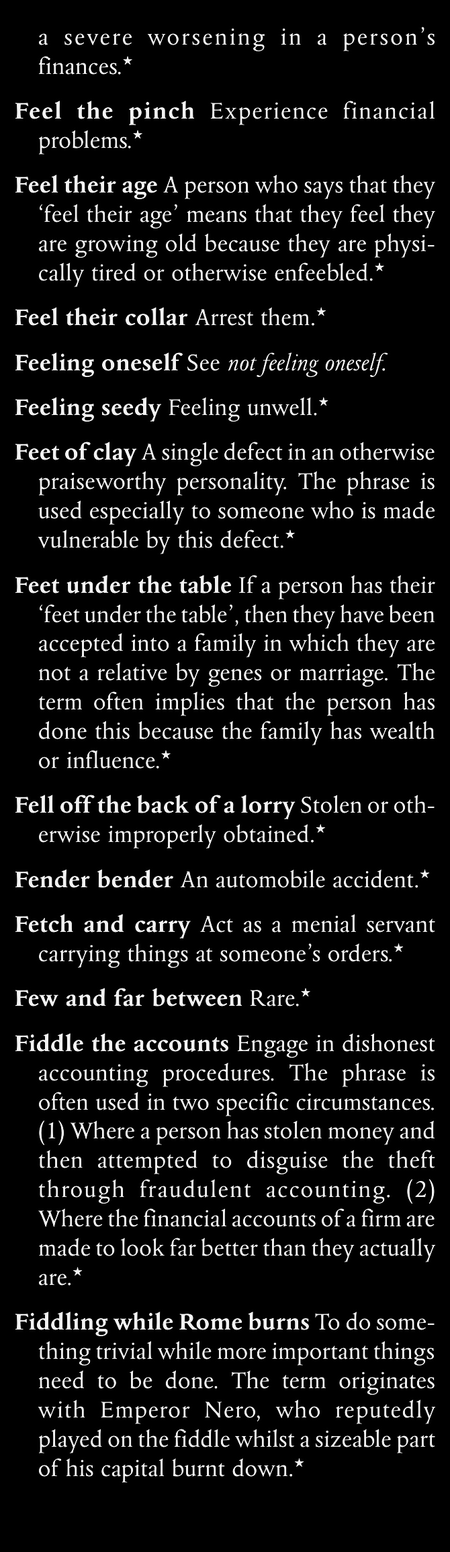 a severe worsening in a person’s
finances.★
Feel the pinch Experience financial
problems.★
Feel their age A person who says that they
‘feel their age’ means that they feel they
are growing old because they are physi-
cally tired or otherwise enfeebled.★
Feel their collar Arrest them.★
Feeling oneself See not feeling oneself.
Feeling seedy Feeling unwell.★
Feet of clay A single defect in an otherwise
praiseworthy personality. The phrase is
used especially to someone who is made
vulnerable by this defect.★
Feet under the table If a person has their
‘feet under the table’, then they have been
accepted into a family in which they are
not a relative by genes or marriage. The
term often implies that the person has
done this because the family has wealth
or influence.★
Fell off the back of a lorry Stolen or oth-
erwise improperly obtained.★
Fender bender An automobile accident.★
Fetch and carry Act as a menial servant
carrying things at someone’s orders.★
Few and far between Rare.★
Fiddle the accounts Engage in dishonest
accounting procedures. The phrase is
often used in two specific circumstances.
(1) Where a person has stolen money and
then attempted to disguise the theft
through fraudulent accounting. (2)
Where the financial accounts of a firm are
made to look far better than they actually
are.★
Fiddling while Rome burns To do some-
thing trivial while more important things
need to be done. The term originates
with Emperor Nero, who reputedly
played on the fiddle whilst a sizeable part
of his capital burnt down.★